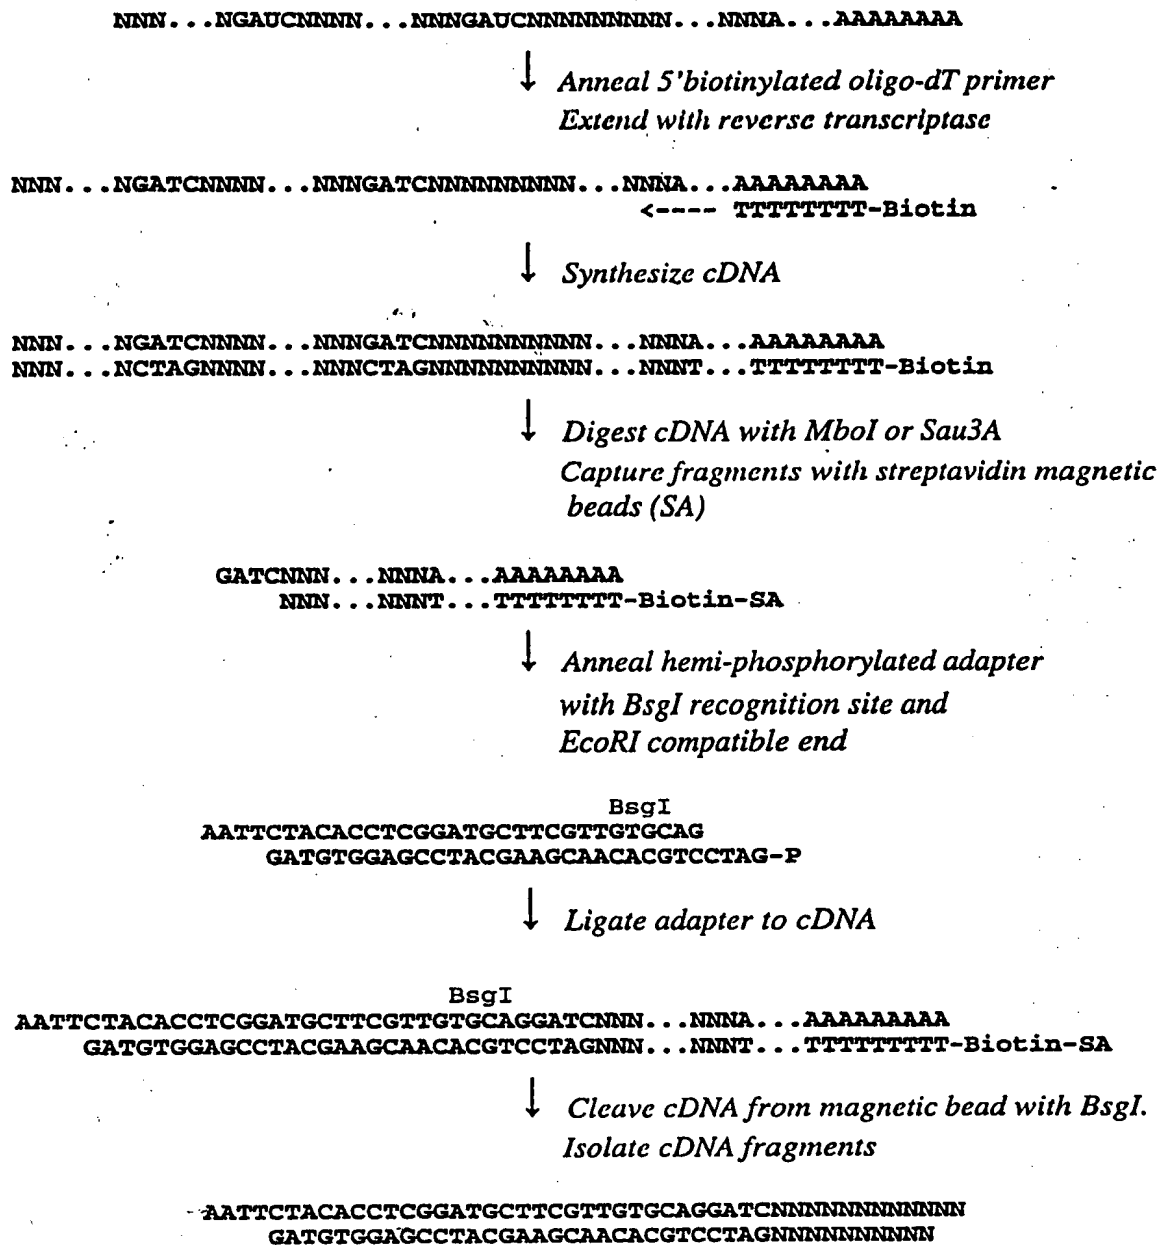 NNN...NGAUCNNNN...NNNGAUCNNNNNNNNN...NNNA...AAAAAAAA
↓ Anneal 5'biotinylated oligo-dT primer
Extend with reverse transcriptase
NNN...NGATCNNNN...NNNGATCNNNNNNNNN...NNNA...AAAAAAAA
<---- TTTTTTTT-Biotin
↓ Synthesize cDNA
NNN...NGATCNNNN...NNNGATCNNNNNNNNNN...NNNA...AAAAAAAA
NNN...NCTAGNNNN...NNNCTAGNNNNNNNNNN...NNNT...TTTTTTTT-Biotin
↓ Digest cDNA with MboI or Sau3A
Capture fragments with streptavidin magnetic
beads (SA)
GATCNNN...NNNA...AAAAAAAA
NNN...NNNT...TTTTTTTT-Biotin-SA
↓ Anneal hemi-phosphorylated adapter
with BsgI recognition site and
EcoRI compatible end
BsgI
AATTCTACACCTCGGATGCTTCGTTGTGCAG
GATGTGGAGCCTACGAAGCAACACGTCCTAG-P
↓ Ligate adapter to cDNA
BsgI
AATTCTACACCTCGGATGCTTCGTTGTGCAGGATCNNN...NNNA...AAAAAAAAA
GATGTGGAGCCTACGAAGCAACACGTCCTAGNNN...NNNT...TTTTTTTTT-Biotin-SA
↓ Cleave cDNA from magnetic bead with BsgI.
Isolate cDNA fragments
AATTCTACACCTCGGATGCTTCGTTGTGCAGGATCNNNNNNNNNNNN
GATGTGGAGCCTACGAAGCAACACGTCCTAGNNNNNNNNNN